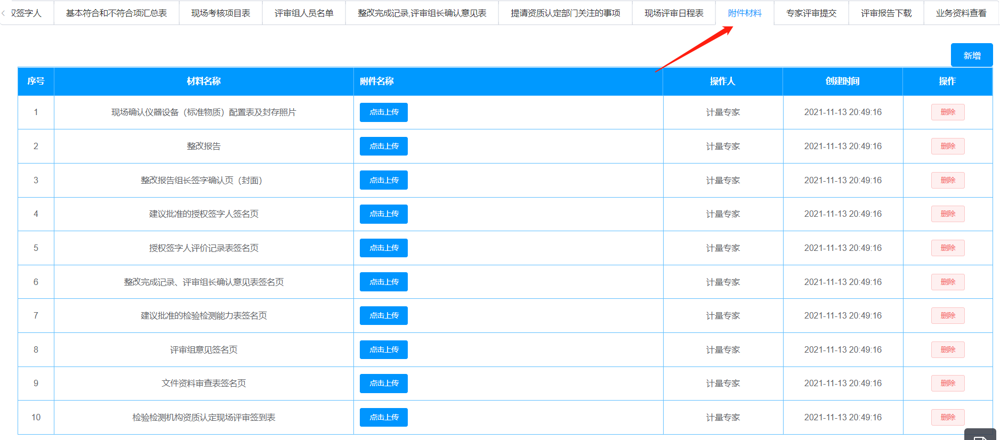 签字人 基本符合和不符合项汇总表 现场考核项目表 评审组人员名单 整改完成记录,评审组长确认意见表 提请资质认定部门关注的事项 现场评审日程表 附件材料 专家评审提交 评审报告下载 业务资料查看
新增
序号 材料名称 附件名称 操作人 创建时间 操作
1 现场确认仪器设备（标准物质）配置表及封存照片 点击上传 计量专家 2021-11-13 20:49:16 删除
2 整改报告 点击上传 计量专家 2021-11-13 20:49:16 删除
3 整改报告组长签字确认页（封面） 点击上传 计量专家 2021-11-13 20:49:16 删除
4 建议批准的授权签字人签名页 点击上传 计量专家 2021-11-13 20:49:16 删除
5 授权签字人评价记录表签名页 点击上传 计量专家 2021-11-13 20:49:16 删除
6 整改完成记录、评审组长确认意见表签名页 点击上传 计量专家 2021-11-13 20:49:16 删除
7 建议批准的检验检测能力表签名页 点击上传 计量专家 2021-11-13 20:49:16 删除
8 评审组意见签名页 点击上传 计量专家 2021-11-13 20:49:16 删除
9 文件资料审查表签名页 点击上传 计量专家 2021-11-13 20:49:16 删除
10 检验检测机构资质认定现场评审签到表 点击上传 计量专家 2021-11-13 20:49:16 删除